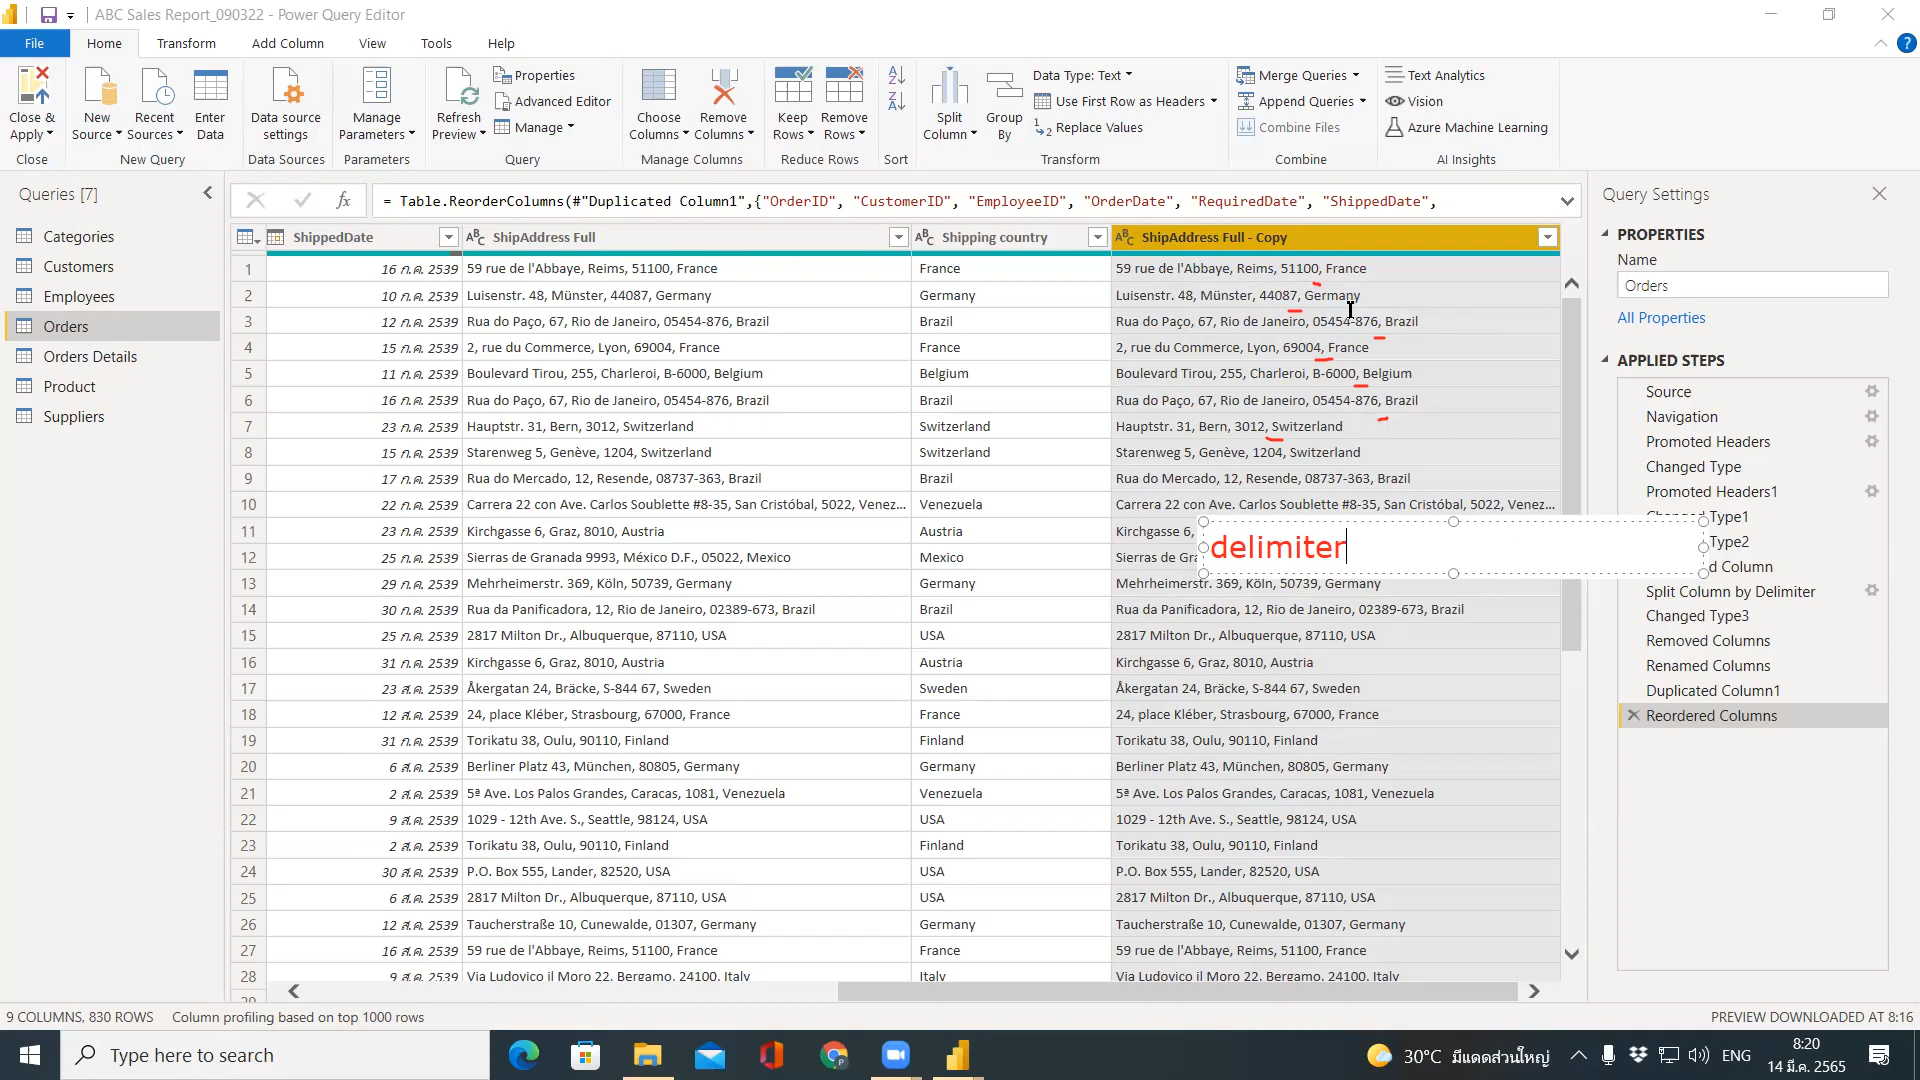 ABC Sales Report_090322 - Power Query Editor
File Home Transform Add Column View Tools Help
Close & Apply
Close
New Source
Recent Sources
Enter Data
New Query
Data source settings
Data Sources
Manage Parameters
Parameters
Refresh Preview
Properties
Advanced Editor
Manage
Query
Choose Columns
Remove Columns
Manage Columns
Keep Rows
Remove Rows
Reduce Rows
Sort
Split Column
Group By
Data Type: Text
Use First Row as Headers
Replace Values
Transform
Merge Queries
Append Queries
Combine Files
Combine
Text Analytics
Vision
Azure Machine Learning
AI Insights
Queries [7]
Categories
Customers
Employees
Orders
Orders Details
Product
Suppliers
fx = Table.ReorderColumns(#"Duplicated Column1",{"OrderID", "CustomerID", "EmployeeID", "OrderDate", "RequiredDate", "ShippedDate",
ShippedDate ABC ShipAddress Full ABC Shipping country ABC ShipAddress Full - Copy
1 16 ก.ค. 2539 59 rue de l'Abbaye, Reims, 51100, France France 59 rue de l'Abbaye, Reims, 51100, France
2 10 ก.ค. 2539 Luisenstr. 48, Münster, 44087, Germany Germany Luisenstr. 48, Münster, 44087, Germany
3 12 ก.ค. 2539 Rua do Paço, 67, Rio de Janeiro, 05454-876, Brazil Brazil Rua do Paço, 67, Rio de Janeiro, 05454-876, Brazil
4 15 ก.ค. 2539 2, rue du Commerce, Lyon, 69004, France France 2, rue du Commerce, Lyon, 69004, France
5 11 ก.ค. 2539 Boulevard Tirou, 255, Charleroi, B-6000, Belgium Belgium Boulevard Tirou, 255, Charleroi, B-6000, Belgium
6 16 ก.ค. 2539 Rua do Paço, 67, Rio de Janeiro, 05454-876, Brazil Brazil Rua do Paço, 67, Rio de Janeiro, 05454-876, Brazil
7 23 ก.ค. 2539 Hauptstr. 31, Bern, 3012, Switzerland Switzerland Hauptstr. 31, Bern, 3012, Switzerland
8 15 ก.ค. 2539 Starenweg 5, Genève, 1204, Switzerland Switzerland Starenweg 5, Genève, 1204, Switzerland
9 17 ก.ค. 2539 Rua do Mercado, 12, Resende, 08737-363, Brazil Brazil Rua do Mercado, 12, Resende, 08737-363, Brazil
10 22 ก.ค. 2539 Carrera 22 con Ave. Carlos Soublette #8-35, San Cristóbal, 5022, Venez... Venezuela Carrera 22 con Ave. Carlos Soublette #8-35, San Cristóbal, 5022, Venez...
11 23 ก.ค. 2539 Kirchgasse 6, Graz, 8010, Austria Austria Kirchgasse 6,
delimiter
12 25 ก.ค. 2539 Sierras de Granada 9993, México D.F., 05022, Mexico Mexico Sierras de Gra
13 29 ก.ค. 2539 Mehrheimerstr. 369, Köln, 50739, Germany Germany Mehrheimerstr. 369, Köln, 50739, Germany
14 30 ก.ค. 2539 Rua da Panificadora, 12, Rio de Janeiro, 02389-673, Brazil Brazil Rua da Panificadora, 12, Rio de Janeiro, 02389-673, Brazil
15 25 ก.ค. 2539 2817 Milton Dr., Albuquerque, 87110, USA USA 2817 Milton Dr., Albuquerque, 87110, USA
16 31 ก.ค. 2539 Kirchgasse 6, Graz, 8010, Austria Austria Kirchgasse 6, Graz, 8010, Austria
17 23 ส.ค. 2539 Åkergatan 24, Bräcke, S-844 67, Sweden Sweden Åkergatan 24, Bräcke, S-844 67, Sweden
18 12 ส.ค. 2539 24, place Kléber, Strasbourg, 67000, France France 24, place Kléber, Strasbourg, 67000, France
19 31 ก.ค. 2539 Torikatu 38, Oulu, 90110, Finland Finland Torikatu 38, Oulu, 90110, Finland
20 6 ส.ค. 2539 Berliner Platz 43, München, 80805, Germany Germany Berliner Platz 43, München, 80805, Germany
21 2 ส.ค. 2539 5ª Ave. Los Palos Grandes, Caracas, 1081, Venezuela Venezuela 5ª Ave. Los Palos Grandes, Caracas, 1081, Venezuela
22 9 ส.ค. 2539 1029 - 12th Ave. S., Seattle, 98124, USA USA 1029 - 12th Ave. S., Seattle, 98124, USA
23 2 ส.ค. 2539 Torikatu 38, Oulu, 90110, Finland Finland Torikatu 38, Oulu, 90110, Finland
24 30 ส.ค. 2539 P.O. Box 555, Lander, 82520, USA USA P.O. Box 555, Lander, 82520, USA
25 6 ส.ค. 2539 2817 Milton Dr., Albuquerque, 87110, USA USA 2817 Milton Dr., Albuquerque, 87110, USA
26 12 ส.ค. 2539 Taucherstraße 10, Cunewalde, 01307, Germany Germany Taucherstraße 10, Cunewalde, 01307, Germany
27 16 ส.ค. 2539 59 rue de l'Abbaye, Reims, 51100, France France 59 rue de l'Abbaye, Reims, 51100, France
28 9 ส.ค. 2539 Via Ludovico il Moro 22, Bergamo, 24100, Italy Italy Via Ludovico il Moro 22, Bergamo, 24100, Italy
29
Query Settings
PROPERTIES
Name
Orders
All Properties
APPLIED STEPS
Source
Navigation
Promoted Headers
Changed Type
Promoted Headers1
Type1
Type2
d Column
Split Column by Delimiter
Changed Type3
Removed Columns
Renamed Columns
Duplicated Column1
Reordered Columns
9 COLUMNS, 830 ROWS Column profiling based on top 1000 rows PREVIEW DOWNLOADED AT 8:16
Type here to search
30°C มีแดดส่วนใหญ่ ENG
8:20
14 มี.ค. 2565